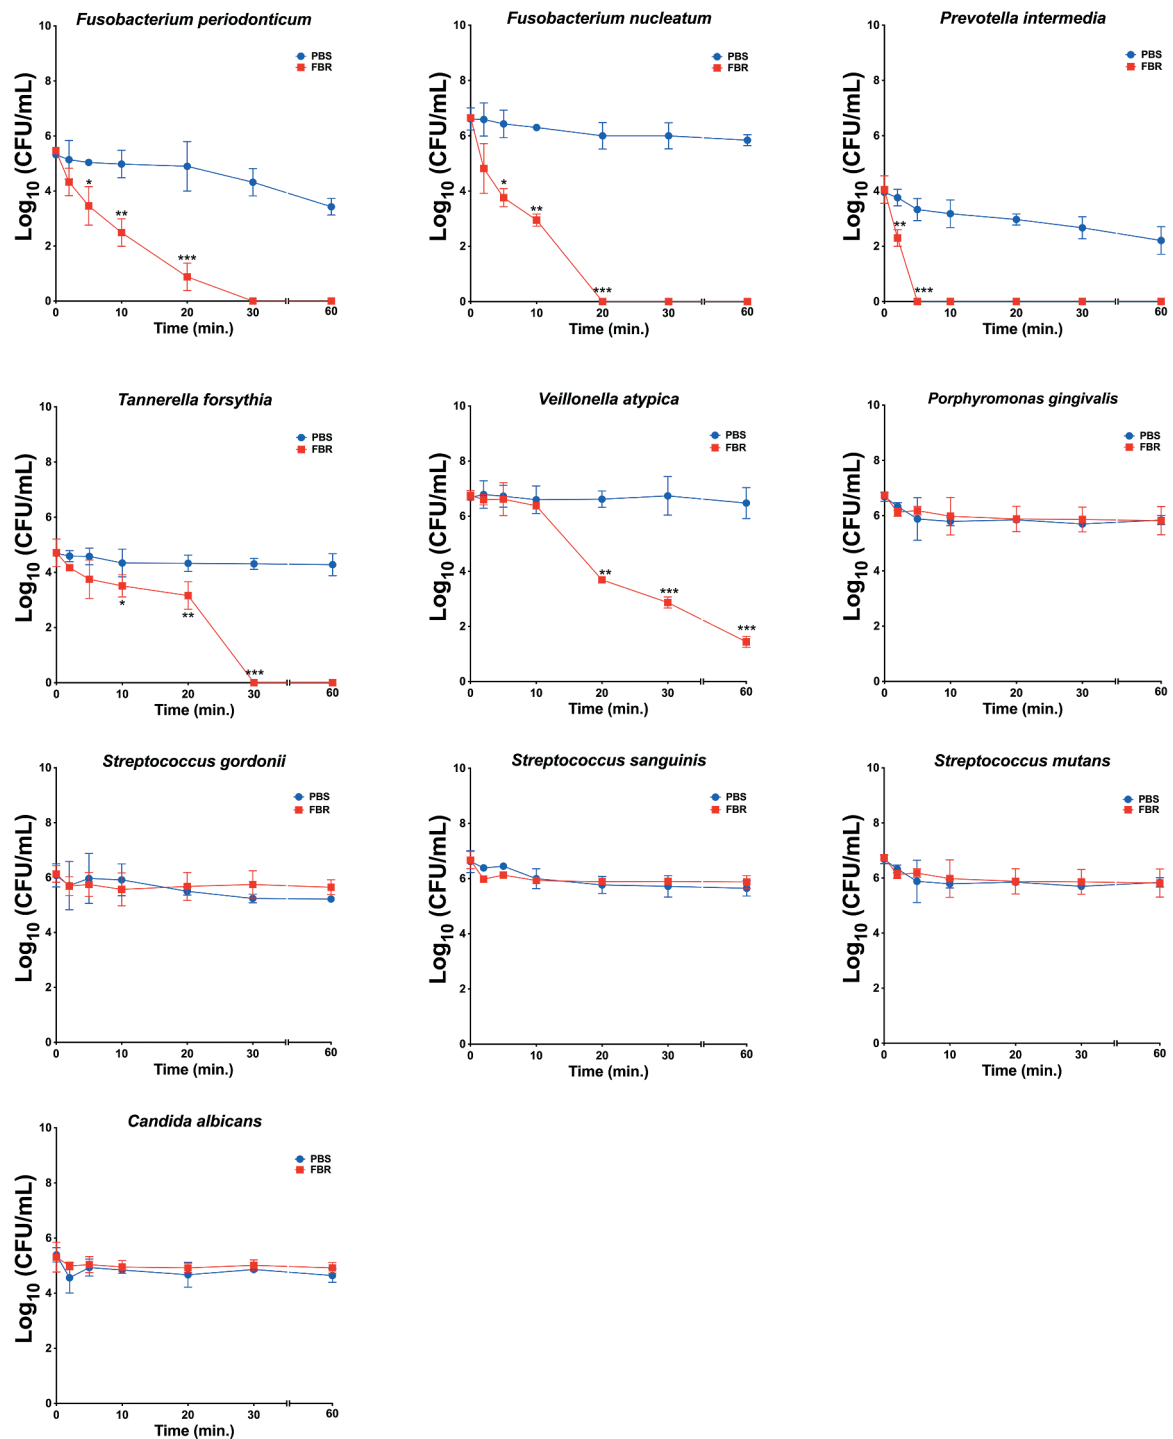 Fusobacterium periodonticum
10
8
6
4
2
0
Log10 (CFU/mL)
PBS
FBR
*
**
***
0
10
20
30
60
Time (min.)
Fusobacterium nucleatum
10
8
6
4
2
0
Log10 (CFU/mL)
PBS
FBR
*
**
***
0
10
20
30
60
Time (min.)
Prevotella intermedia
10
8
6
4
2
0
Log10 (CFU/mL)
PBS
FBR
**
***
0
10
20
30
60
Time (min.)
Tannerella forsythia
10
8
6
4
2
0
Log10 (CFU/mL)
PBS
FBR
*
**
***
0
10
20
30
60
Time (min.)
Veillonella atypica
10
8
6
4
2
0
Log10 (CFU/mL)
PBS
FBR
**
***
***
0
10
20
30
60
Time (min.)
Porphyromonas gingivalis
10
8
6
4
2
0
Log10 (CFU/mL)
PBS
FBR
0
10
20
30
60
Time (min.)
Streptococcus gordonii
10
8
6
4
2
0
Log10 (CFU/mL)
PBS
FBR
0
10
20
30
60
Time (min.)
Streptococcus sanguinis
10
8
6
4
2
0
Log10 (CFU/mL)
PBS
FBR
0
10
20
30
60
Time (min.)
Streptococcus mutans
10
8
6
4
2
0
Log10 (CFU/mL)
PBS
FBR
0
10
20
30
60
Time (min.)
Candida albicans
10
8
6
4
2
0
Log10 (CFU/mL)
PBS
FBR
0
10
20
30
60
Time (min.)